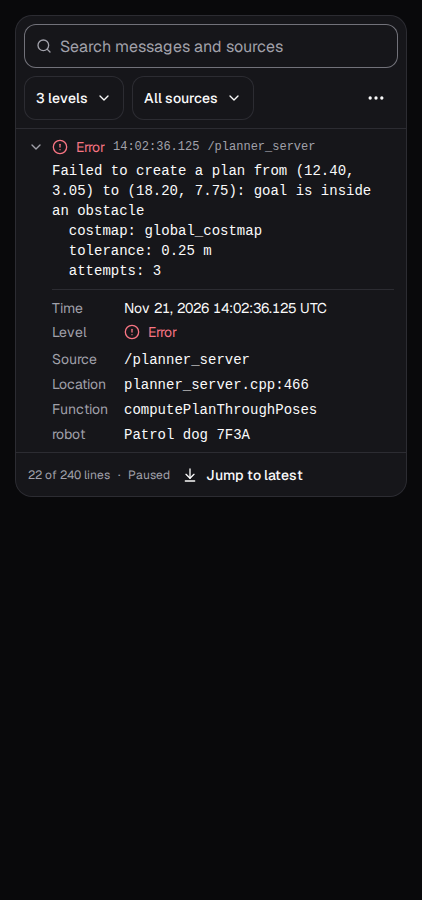 Search messages and sources
3 levels All sources
Error 14:02:36.125 /planner_server
Failed to create a plan from (12.40,
3.05) to (18.20, 7.75): goal is inside
an obstacle
costmap: global_costmap
tolerance: 0.25 m
attempts: 3
Time Nov 21, 2026 14:02:36.125 UTC
Level Error
Source /planner_server
Location planner_server.cpp:466
Function computePlanThroughPoses
robot Patrol dog 7F3A
22 of 240 lines · Paused Jump to latest